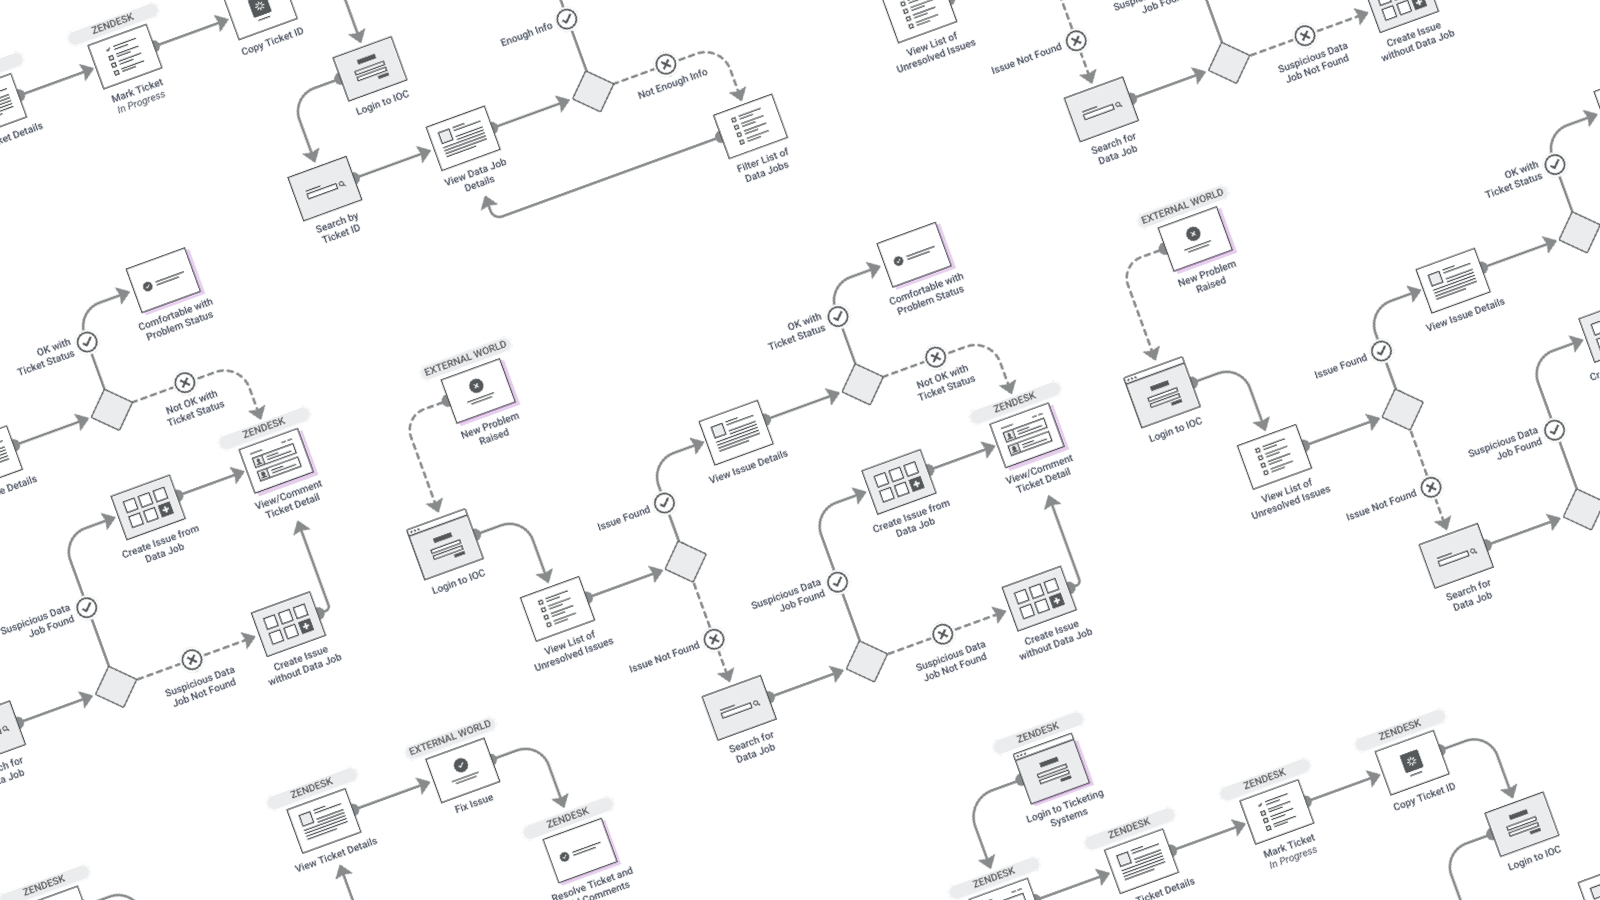 ZENDESK
Mark Ticket
In Progress
Copy Ticket ID
Details
Login to IOC
Search by
Ticket ID
View Data Job
Details
Enough Info
Not Enough Info
Filter List of
Data Jobs
View List of
Unresolved Issues
Issue Not Found
Search for
Data Job
Job Found
Suspicious Data
Job Not Found
Create Issue
without Data Job
Comfortable with
Problem Status
OK with
Ticket Status
Not OK with
Ticket Status
ZENDESK
View/Comment
Ticket Detail
Details
Create Issue from
Data Job
Suspicious Data
Job Found
Suspicious Data
Job Not Found
Create Issue
without Data Job
EXTERNAL WORLD
New Problem
Raised
Login to IOC
View List of
Unresolved Issues
Issue Found
Issue Not Found
View Issue Details
Search for
Data Job
OK with
Ticket Status
Comfortable with
Problem Status
Not OK with
Ticket Status
ZENDESK
View/Comment
Ticket Detail
Create Issue from
Data Job
Suspicious Data
Job Found
Suspicious Data
Job Not Found
Create Issue
without Data Job
EXTERNAL WORLD
New Problem
Raised
Login to IOC
View List of
Unresolved Issues
Issue Found
Issue Not Found
View Issue Details
OK with
Ticket Status
Suspicious Data
Job Found
Search for
Data Job
for
Job
ZENDESK
ZENDESK
View Ticket Details
EXTERNAL WORLD
Fix Issue
ZENDESK
Resolve Ticket and
Comments
ZENDESK
Login to Ticketing
Systems
ZENDESK
ZENDESK
Ticket Details
ZENDESK
Mark Ticket
In Progress
ZENDESK
Copy Ticket ID
Login to IOC